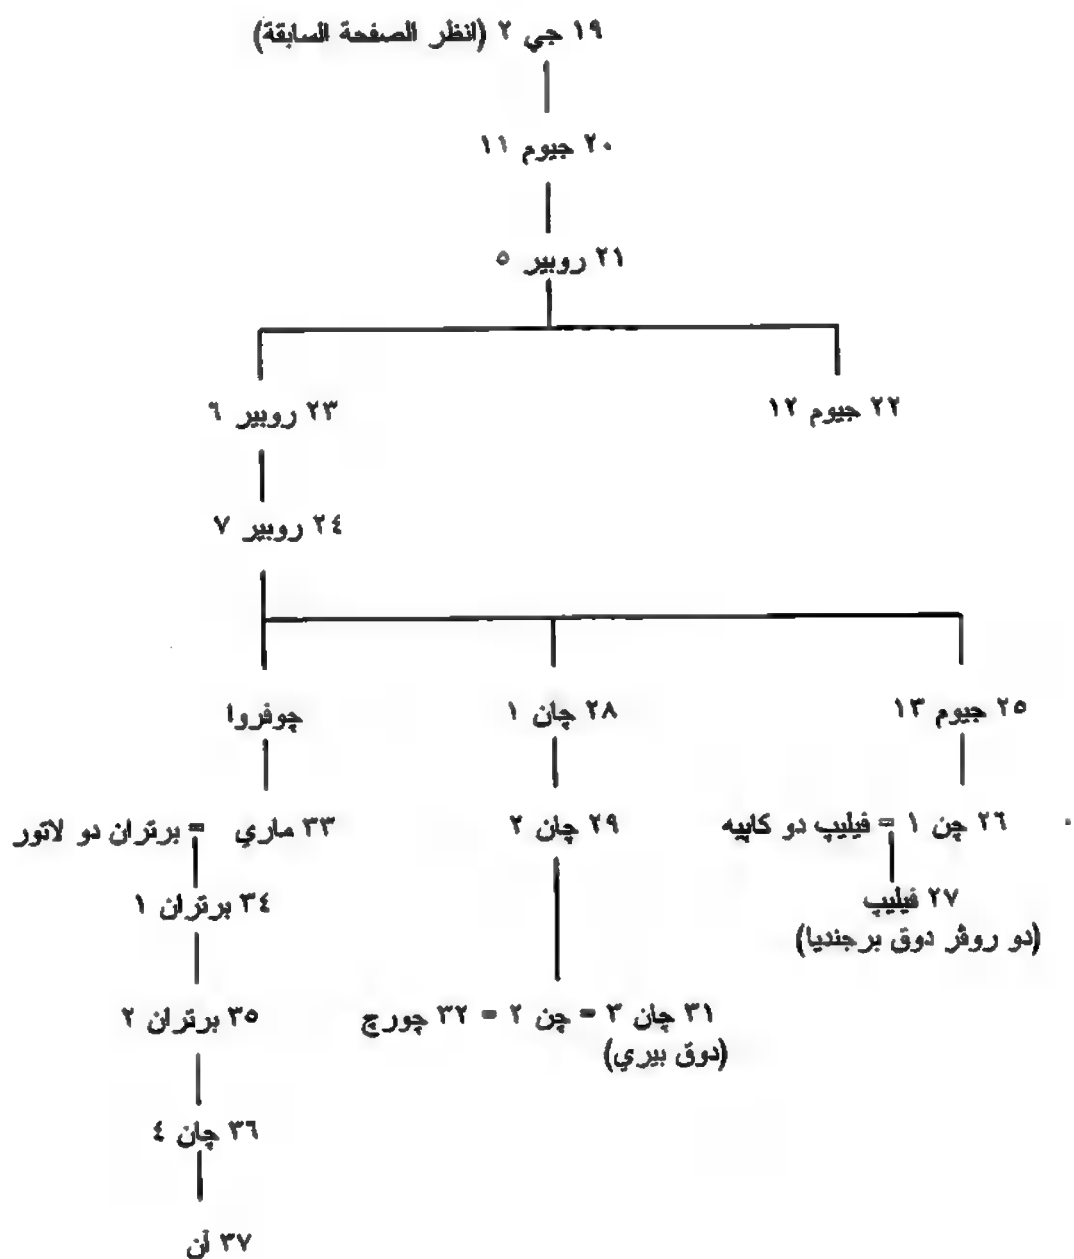 ١٩ جي ٢ (انظر الصفحة السابقة)
٢٠ جيوم ١١
٢١ روبير ٥
٢٢ جيوم ١٢
٢٣ روبير ٦
٢٤ روبير ٧
٢٥ جيوم ١٣
٢٨ چان ١
چوفروا
٢٦ چن ١ = فيليپ دو كاپيه
٢٩ چان ٢
٣٣ ماري = برتران دو لاتور
٢٧ فيليپ
(دو روڤر دوق برجنديا)
٣٤ برتران ١
٣١ چان ٣ = چن ٢ = ٣٢ چورچ
(دوق بيري)
٣٥ برتران ٢
٣٦ چان ٤
٣٧ آن